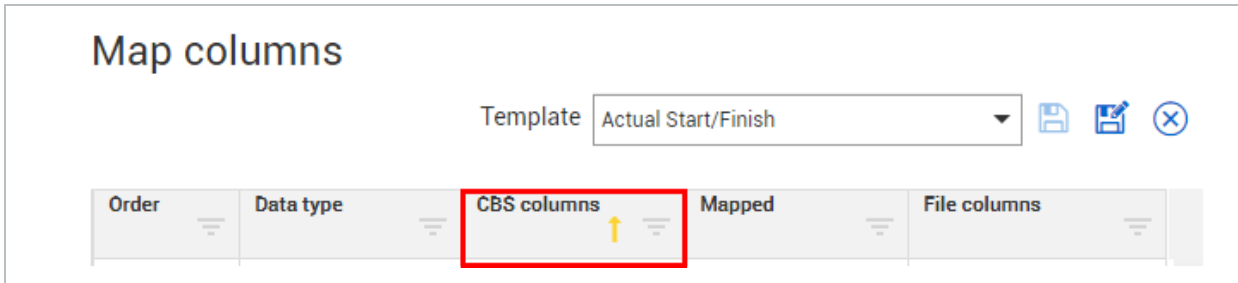 Map columns
Template Actual Start/Finish
Order Data type CBS columns Mapped File columns